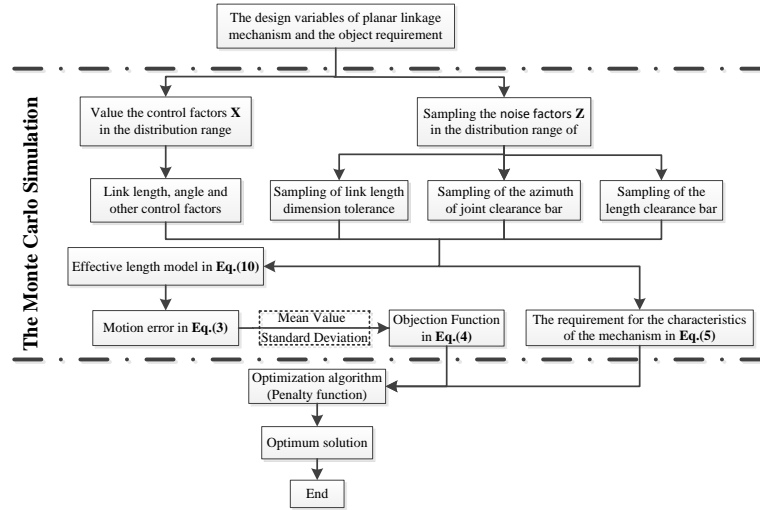 The design variables of planar linkage
mechanism and the object requirement
The Monte Carlo Simulation
Value the control factors X
in the distribution range
Sampling the noise factors Z
in the distribution range of
Link length, angle and
other control factors
Sampling of link length
dimension tolerance
Sampling of the azimuth
of joint clearance bar
Sampling of the
length clearance bar
Effective length model in Eq.(10)
Motion error in Eq.(3)
Mean Value
Standard Deviation
Objection Function
in Eq.(4)
The requirement for the characteristics
of the mechanism in Eq.(5)
Optimization algorithm
(Penalty function)
Optimum solution
End